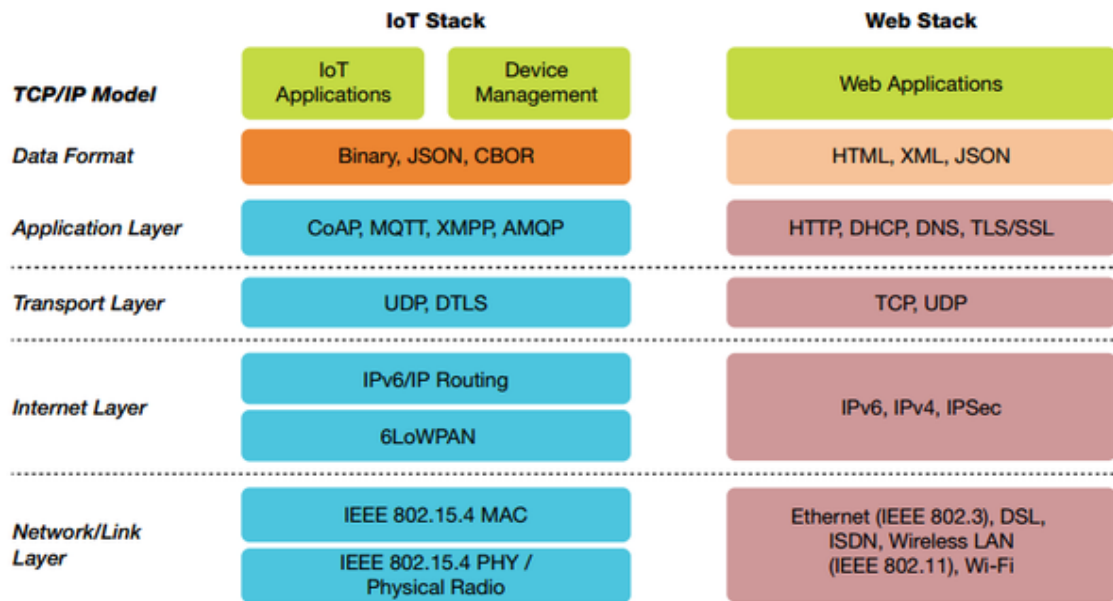 IoT Stack
Web Stack
TCP/IP Model
IoT
Applications
Device
Management
Web Applications
Data Format
Binary, JSON, CBOR
HTML, XML, JSON
Application Layer
CoAP, MQTT, XMPP, AMQP
HTTP, DHCP, DNS, TLS/SSL
Transport Layer
UDP, DTLS
TCP, UDP
Internet Layer
IPv6/IP Routing
6LoWPAN
IPv6, IPv4, IPSec
Network/Link
Layer
IEEE 802.15.4 MAC
IEEE 802.15.4 PHY /
Physical Radio
Ethernet (IEEE 802.3), DSL,
ISDN, Wireless LAN
(IEEE 802.11), Wi-Fi